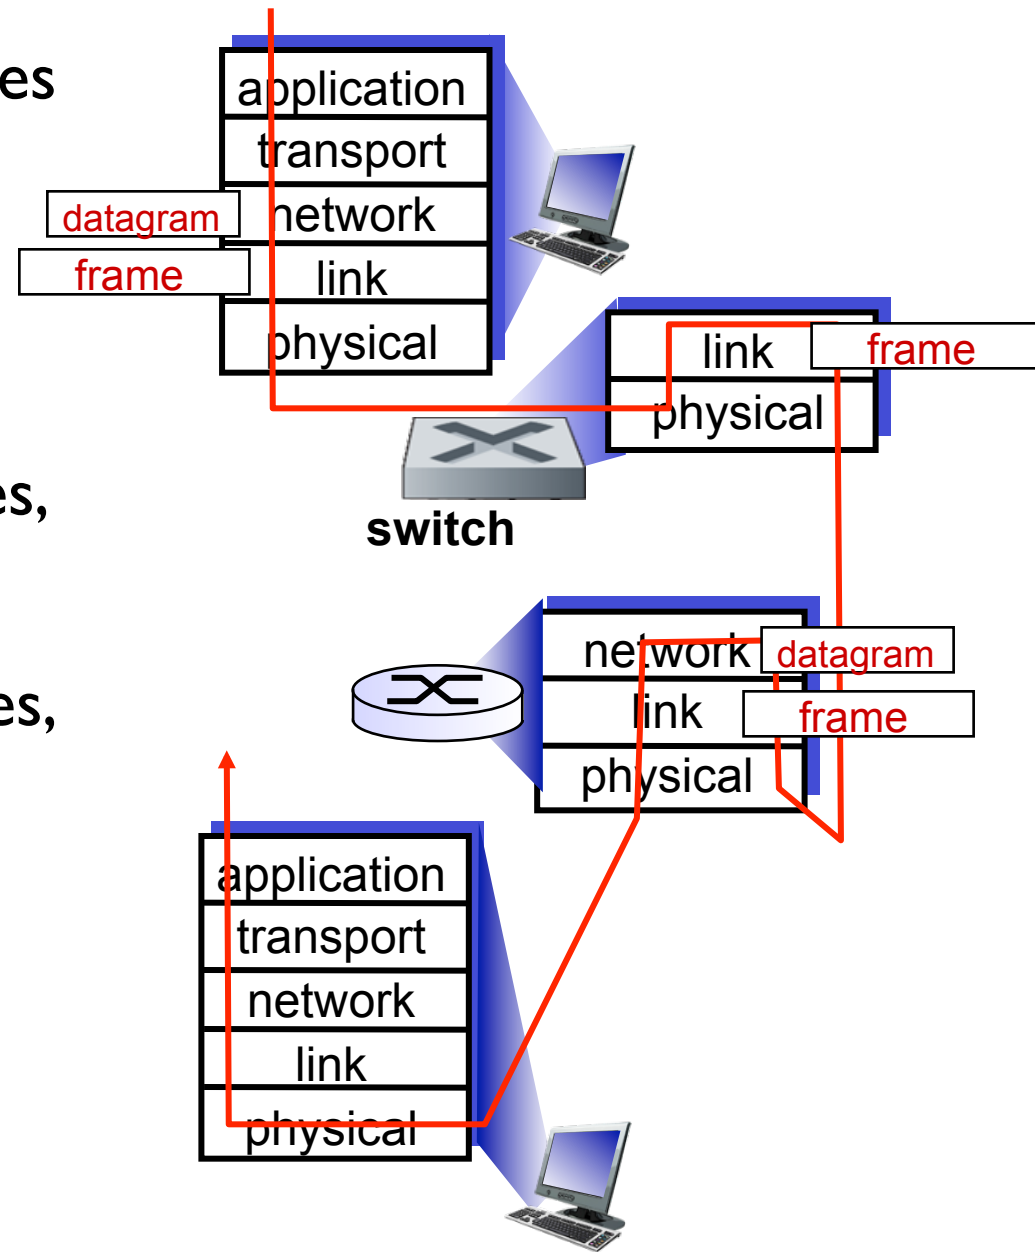 es
application
transport
datagram network
frame link
physical
link frame
physical
es,
switch
network datagram
es,
link frame
physical
application
transport
network
link
physical